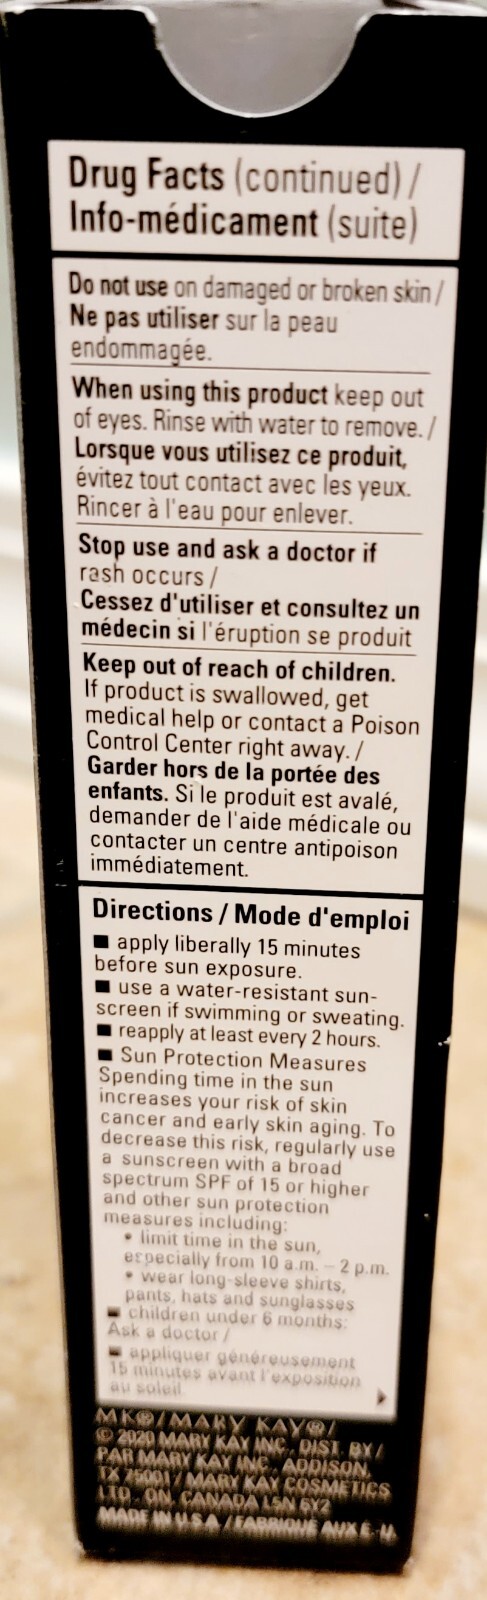 Drug Facts (continued) /
Info-médicament (suite)
Do not use on damaged or broken skin /
Ne pas utiliser sur la peau
endommagée.
When using this product keep out
of eyes. Rinse with water to remove. /
Lorsque vous utilisez ce produit,
évitez tout contact avec les yeux.
Rincer à l'eau pour enlever.
Stop use and ask a doctor if
rash occurs /
Cessez d'utiliser et consultez un
médecin si l'éruption se produit
Keep out of reach of children.
If product is swallowed, get
medical help or contact a Poison
Control Center right away. /
Garder hors de la portée des
enfants. Si le produit est avalé,
demander de l'aide médicale ou
contacter un centre antipoison
immédiatement.
Directions / Mode d'emploi
■ apply liberally 15 minutes
before sun exposure.
■ use a water-resistant sun-
screen if swimming or sweating.
■ reapply at least every 2 hours.
■ Sun Protection Measures
Spending time in the sun
increases your risk of skin
cancer and early skin aging. To
decrease this risk, regularly use
a sunscreen with a broad
spectrum SPF of 15 or higher
and other sun protection
measures including:
• limit time in the sun,
especially from 10 a.m. – 2 p.m.
• wear long-sleeve shirts,
pants, hats and sunglasses
■ children under 6 months:
Ask a doctor /
■ appliquer généreusement
15 minutes avant l'exposition
au soleil.
MK®/MARY KAY®/
© 2020 MARY KAY INC., DIST. BY /
PAR MARY KAY INC., ADDISON,
TX 75001 / MARY KAY COSMETICS
LTD., ON, CANADA L5N 6Y2
MADE IN U.S.A./FABRIQUÉ AUX É.-U.